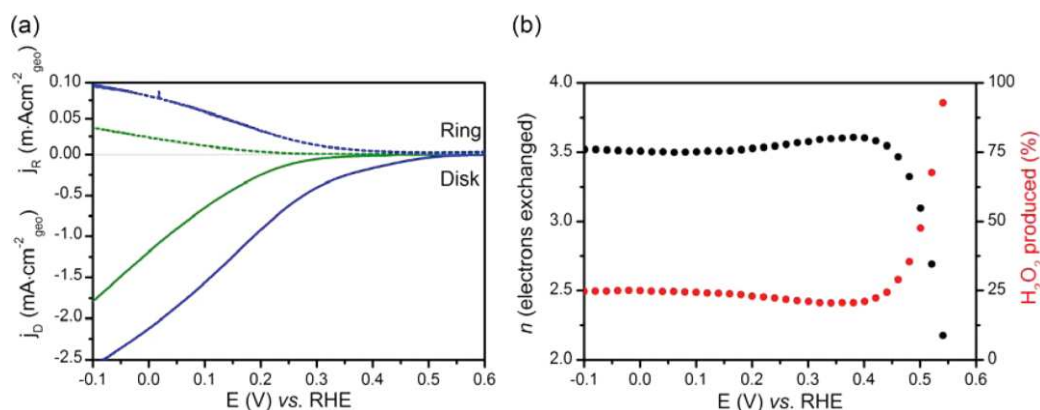 (a)
j_R (m·Acm⁻²_geo)
0.10
0.05
0.00
Ring
Disk
j_D (mA·cm⁻²_geo)
-0.5
-1.0
-1.5
-2.0
-2.5
-0.1 0.0 0.1 0.2 0.3 0.4 0.5 0.6
E (V) vs. RHE
(b)
n (electrons exchanged)
4.0
3.5
3.0
2.5
2.0
100
75
50
25
0
H₂O₂ produced (%)
-0.1 0.0 0.1 0.2 0.3 0.4 0.5 0.6
E (V) vs. RHE